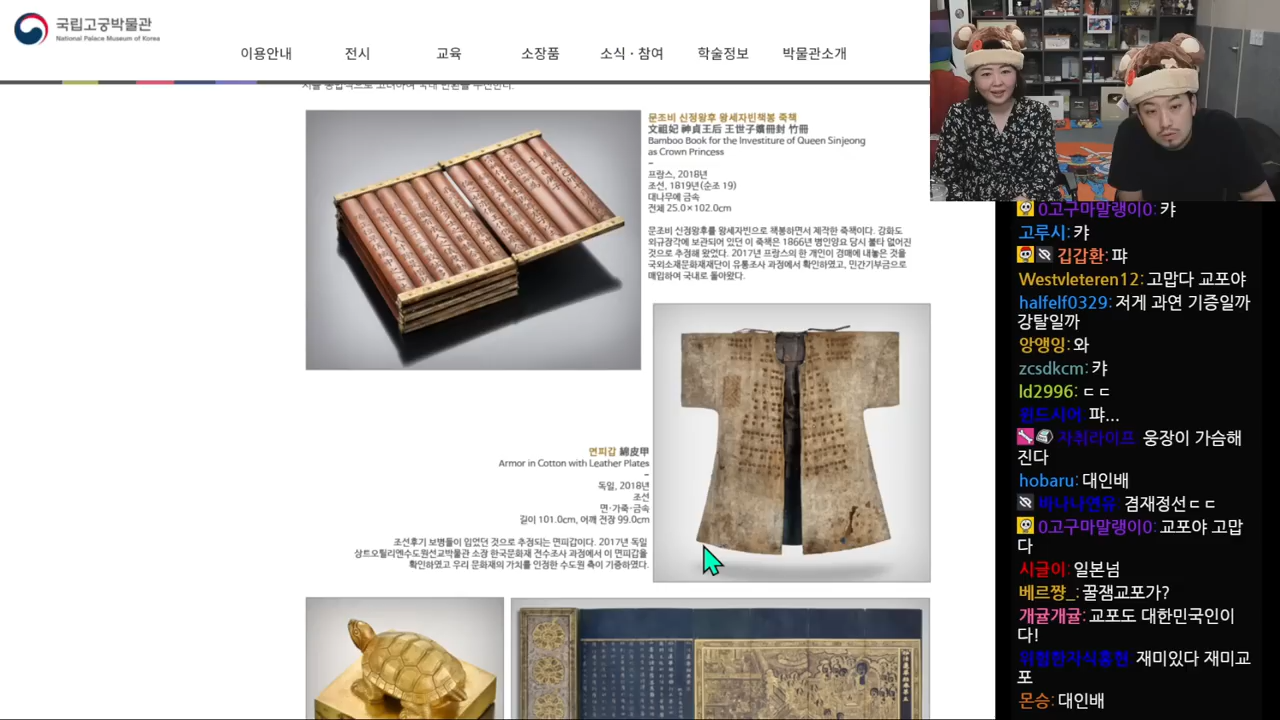 국립고궁박물관
National Palace Museum of Korea
이용안내 전시 교육 소장품 소식 · 참여 학술정보 박물관소개
문조비 신정왕후 왕세자빈책봉 죽책
文祖妃 神貞王后 王世子嬪冊封 竹冊
Bamboo Book for the Investiture of Queen Sinjeong
as Crown Princess
–
프랑스, 2018년
조선, 1819년(순조 19)
대나무에 금속
전체 25.0×102.0cm
문조비 신정왕후를 왕세자빈으로 책봉하면서 제작한 죽책이다. 강화도
외규장각에 보관되어 있던 이 죽책은 1866년 병인양요 당시 불타 없어진
것으로 추정해 왔었다. 2017년 프랑스의 한 개인이 경매에 내놓은 것을
국외소재문화재재단이 유통조사 과정에서 확인하였고, 민간기부금으로
매입하여 국내로 돌아왔다.
연피갑 綿皮甲
Armor in Cotton with Leather Plates
–
독일, 2018년
조선
면·가죽·금속
길이 101.0cm, 어깨 전장 99.0cm
조선후기 보병들이 입었던 것으로 추정되는 면피갑이다. 2017년 독일
상트오틸리엔수도원선교박물관 소장 한국문화재 전수조사 과정에서 이 면피갑을
확인하였고 우리 문화재의 가치를 인정한 수도원 측이 기증하였다.
0고구마말랭이0: 캬
고루시: 캬
김갑환: 퍄
Westvleteren12: 고맙다 교포야
halfelf0329: 저게 과연 기증일까
강탈일까
앙앵잉: 와
zcsdkcm: 캬
ld2996: ㄷㄷ
윈드시어: 퍄...
자취라이프 웅장이 가슴해
진다
hobaru: 대인배
바나나연유: 겸재정선ㄷㄷ
0고구마말랭이0: 교포야 고맙
다
시글이: 일본넘
베르쨩_: 꿀잼교포가?
개귤개귤: 교포도 대한민국인이
다!
위험한자식홍현: 재미있다 재미교
포
몬승: 대인배